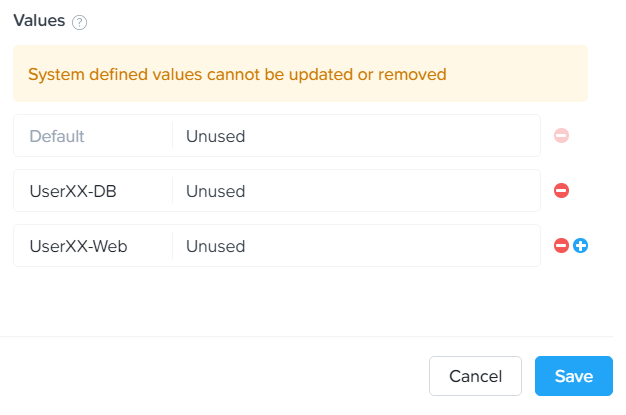 Values ?
System defined values cannot be updated or removed
Default Unused
UserXX-DB Unused
UserXX-Web Unused
Cancel Save